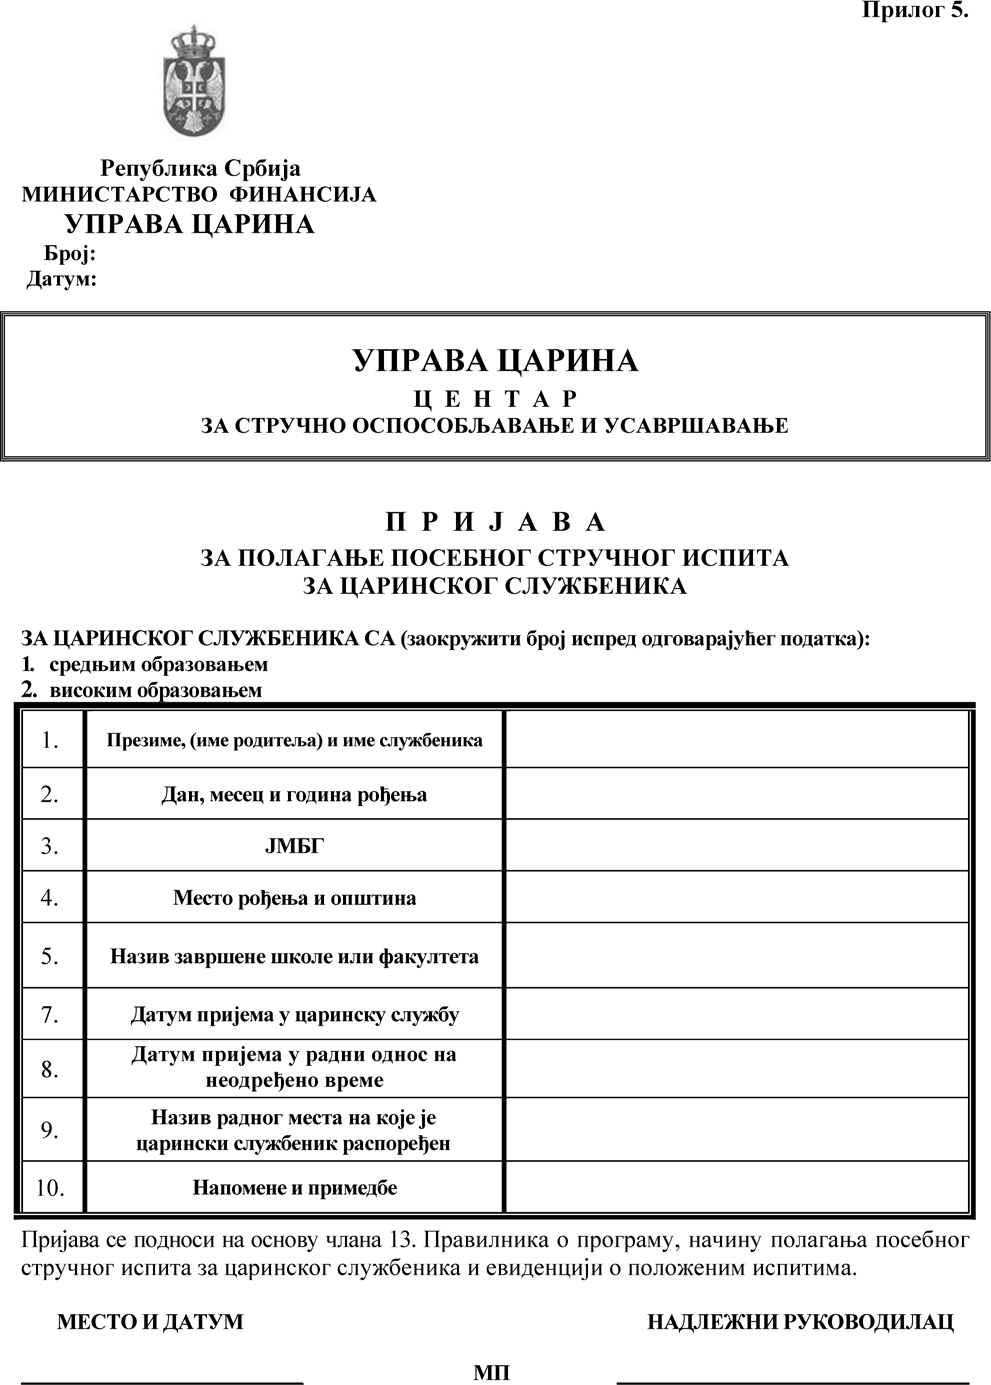 Прилог 5.
Република Србија
МИНИСТАРСТВО ФИНАНСИЈА
УПРАВА ЦАРИНА
Број:
Датум:
УПРАВА ЦАРИНА
Ц Е Н Т А Р
ЗА СТРУЧНО ОСПОСОБЉАВАЊЕ И УСАВРШАВАЊЕ
П Р И Ј А В А
ЗА ПОЛАГАЊЕ ПОСЕБНОГ СТРУЧНОГ ИСПИТА
ЗА ЦАРИНСКОГ СЛУЖБЕНИКА
ЗА ЦАРИНСКОГ СЛУЖБЕНИКА СА (заокружити број испред одговарајућег податка):
1. средњим образовањем
2. високим образовањем
1. Презиме, (име родитеља) и име службеника
2. Дан, месец и година рођења
3. ЈМБГ
4. Место рођења и општина
5. Назив завршене школе или факултета
7. Датум пријема у царинску службу
8. Датум пријема у радни однос на
неодређено време
9. Назив радног места на које је
царински службеник распоређен
10. Напомене и примедбе
Пријава се подноси на основу члана 13. Правилника о програму, начину полагања посебног
стручног испита за царинског службеника и евиденцији о положеним испитима.
МЕСТО И ДАТУМ НАДЛЕЖНИ РУКОВОДИЛАЦ
МП